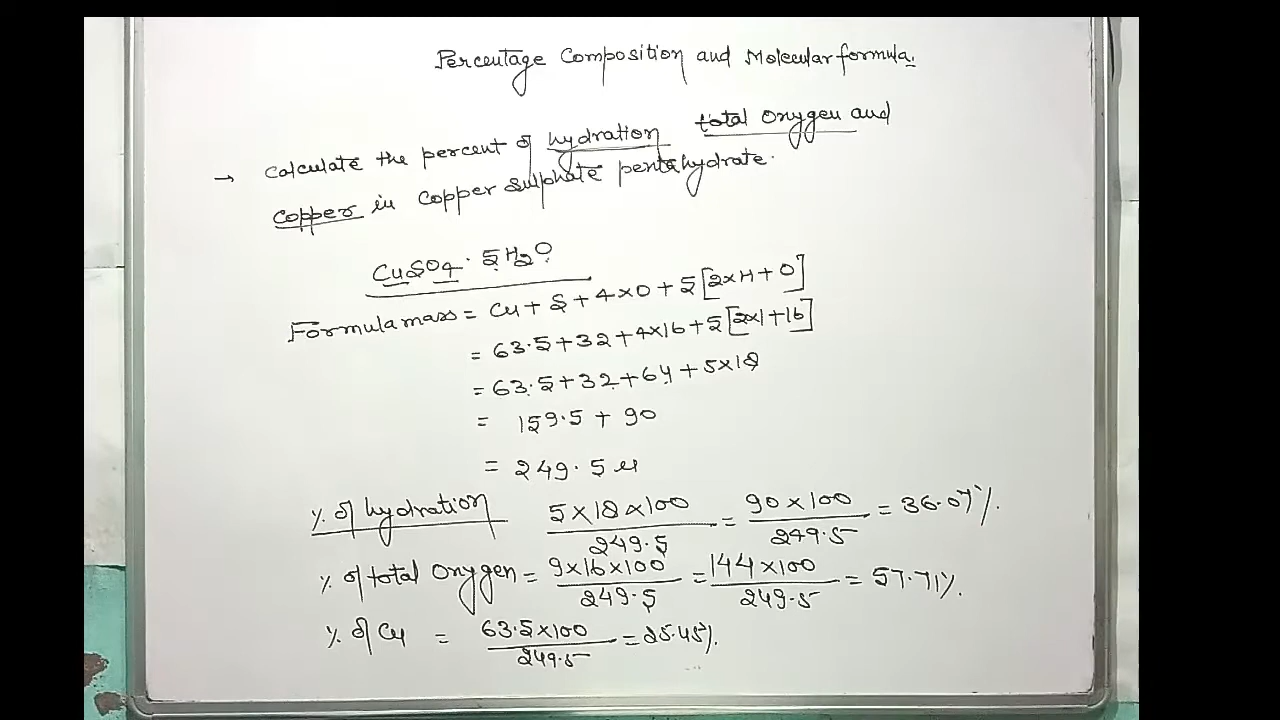 Percentage Composition and Molecular formula.
→ Calculate the percent of hydration total Oxygen and
copper in copper sulphate pentahydrate.
CuSO4 . 5H2O
Formula mass = Cu + S + 4×O + 5[2×H + O]
= 63.5+32+4×16+5[2×1+16]
= 63.5+32+64+5×18
= 159.5 + 90
= 249.5 u
% of hydration 5×18×100/249.5 = 90×100/249.5 = 36.07%.
% of total Oxygen = 9×16×100/249.5 = 144×100/249.5 = 57.71%.
% of Cu = 63.5×100/249.5 = 25.45%.